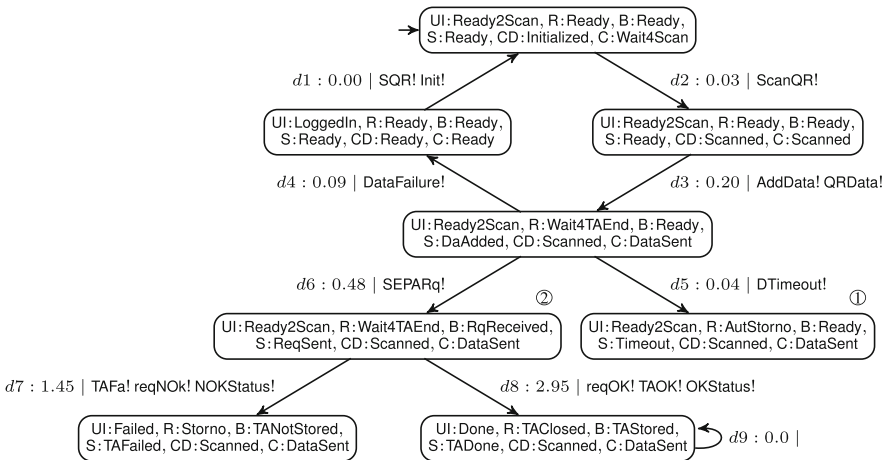 UI:Ready2Scan, R:Ready, B:Ready,
S:Ready, CD:Initialized, C:Wait4Scan
d1 : 0.00 | SQR! Init!
d2 : 0.03 | ScanQR!
UI:LoggedIn, R:Ready, B:Ready,
S:Ready, CD:Ready, C:Ready
UI:Ready2Scan, R:Ready, B:Ready,
S:Ready, CD:Scanned, C:Scanned
d4 : 0.09 | DataFailure!
d3 : 0.20 | AddData! QRData!
UI:Ready2Scan, R:Wait4TAEnd, B:Ready,
S:DaAdded, CD:Scanned, C:DataSent
d6 : 0.48 | SEPARq!
d5 : 0.04 | DTimeout!
②
①
UI:Ready2Scan, R:Wait4TAEnd, B:RqReceived,
S:ReqSent, CD:Scanned, C:DataSent
UI:Ready2Scan, R:AutStorno, B:Ready,
S:Timeout, CD:Scanned, C:DataSent
d7 : 1.45 | TAFa! reqNOk! NOKStatus!
d8 : 2.95 | reqOK! TAOK! OKStatus!
UI:Failed, R:Storno, B:TANotStored,
S:TAFailed, CD:Scanned, C:DataSent
UI:Done, R:TAClosed, B:TAStored,
S:TADone, CD:Scanned, C:DataSent
d9 : 0.0 |